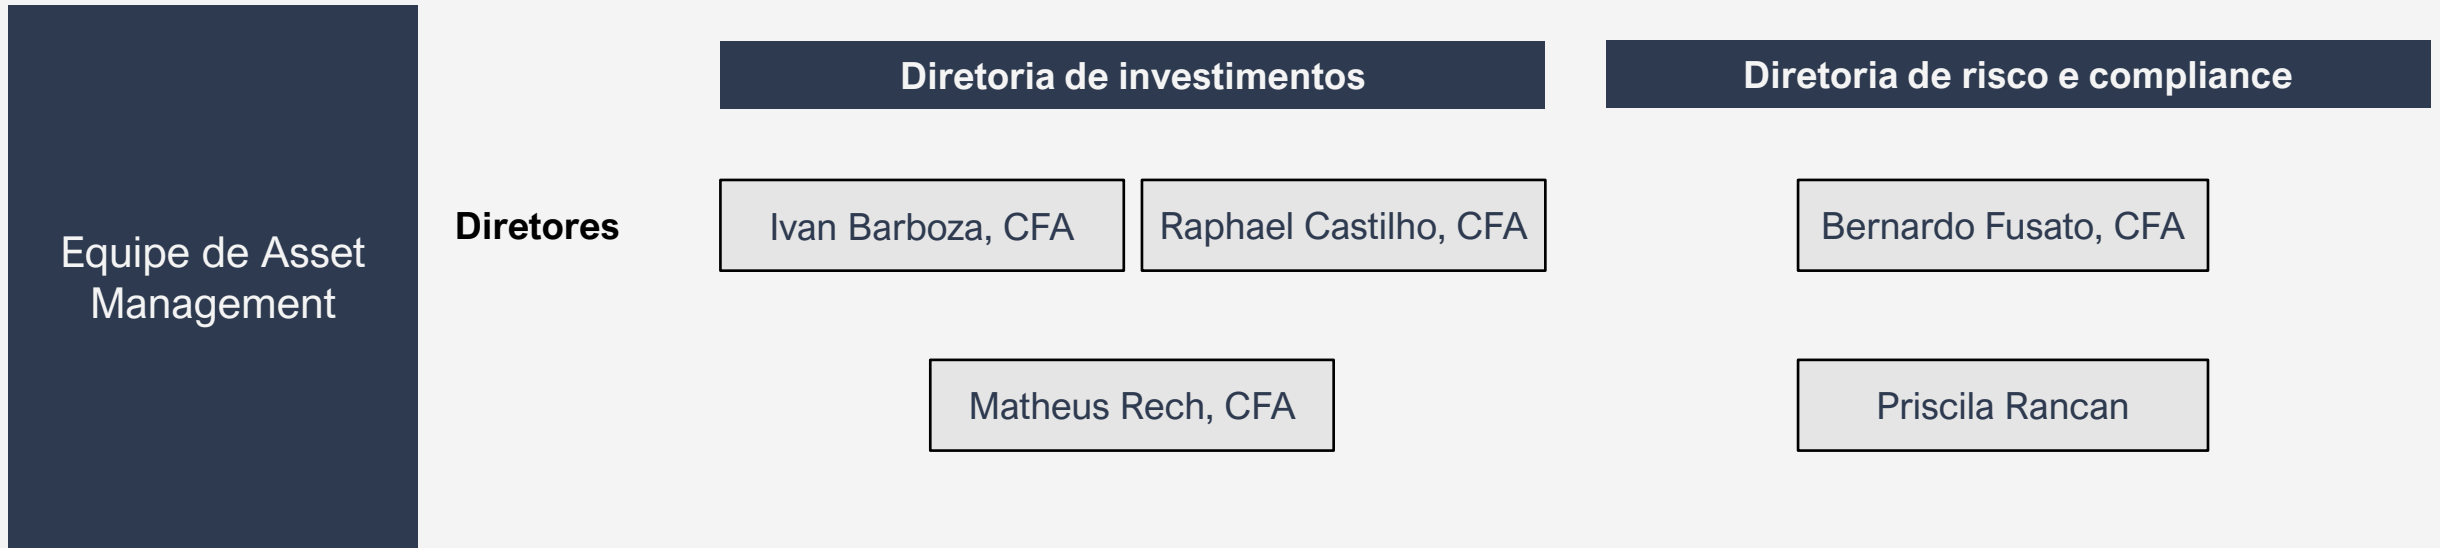 Equipe de Asset
Management
Diretoria de investimentos
Diretoria de risco e compliance
Diretores
Ivan Barboza, CFA
Raphael Castilho, CFA
Bernardo Fusato, CFA
Matheus Rech, CFA
Priscila Rancan